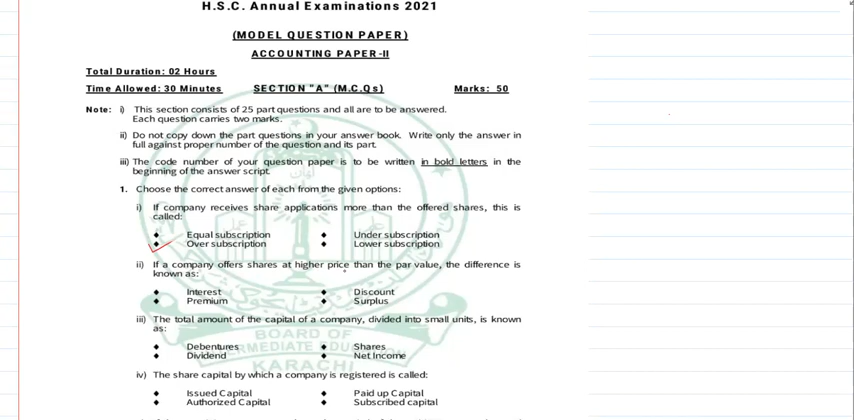 H.S.C. Annual Examinations 2021
(MODEL QUESTION PAPER)
ACCOUNTING PAPER-II
Total Duration: 02 Hours
Time Allowed: 30 Minutes SECTION "A" (M.C.Qs) Marks: 50
Note: i) This section consists of 25 part questions and all are to be answered.
Each question carries two marks.
ii) Do not copy down the part questions in your answer book. Write only the answer in
full against proper number of the question and its part.
iii) The code number of your question paper is to be written in bold letters in the
beginning of the answer script.
1. Choose the correct answer of each from the given options:
i) If company receives share applications more than the offered shares, this is
called:
◆ Equal subscription ◆ Under subscription
◆ Over subscription ◆ Lower subscription
ii) If a company offers shares at higher price than the par value, the difference is
known as:
◆ Interest ◆ Discount
◆ Premium ◆ Surplus
iii) The total amount of the capital of a company, divided into small units, is known
as:
◆ Debentures ◆ Shares
◆ Dividend ◆ Net Income
iv) The share capital by which a company is registered is called:
◆ Issued Capital ◆ Paid up Capital
◆ Authorized Capital ◆ Subscribed capital
BOARD OF
KARACHI